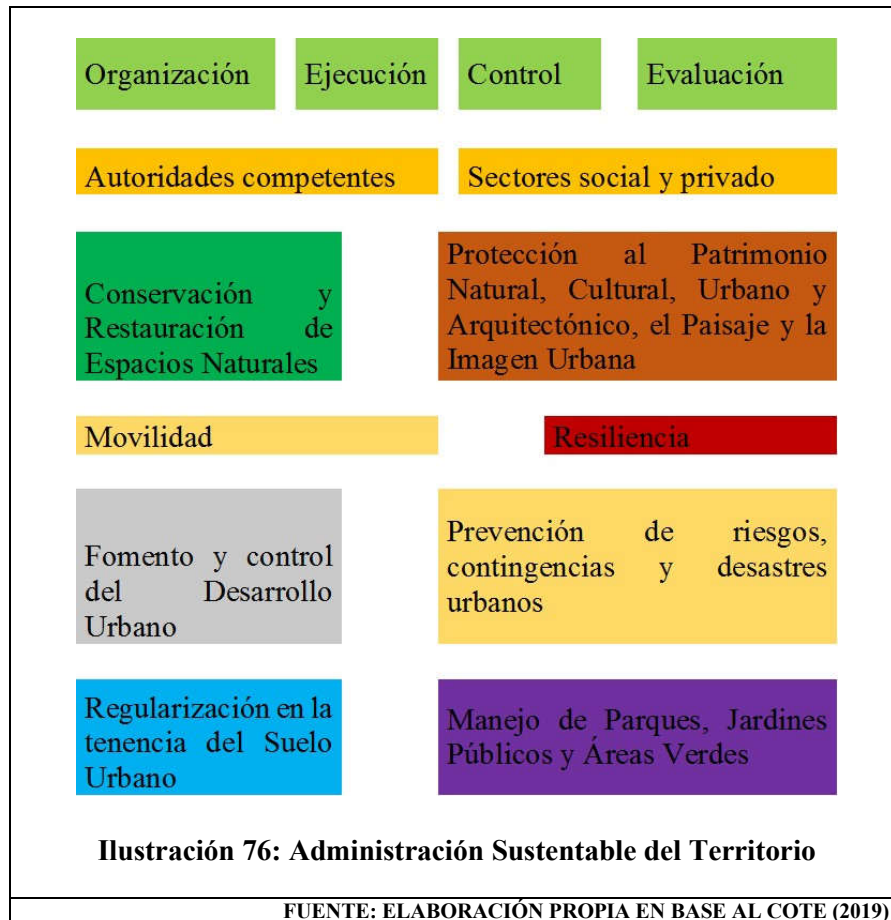 Organización Ejecución Control Evaluación
Autoridades competentes Sectores social y privado
Conservación y
Restauración de
Espacios Naturales
Protección al Patrimonio
Natural, Cultural, Urbano y
Arquitectónico, el Paisaje y la
Imagen Urbana
Movilidad Resiliencia
Fomento y control
del Desarrollo
Urbano
Prevención de riesgos,
contingencias y desastres
urbanos
Regularización en la
tenencia del Suelo
Urbano
Manejo de Parques, Jardines
Públicos y Áreas Verdes
Ilustración 76: Administración Sustentable del Territorio
FUENTE: ELABORACIÓN PROPIA EN BASE AL COTE (2019)